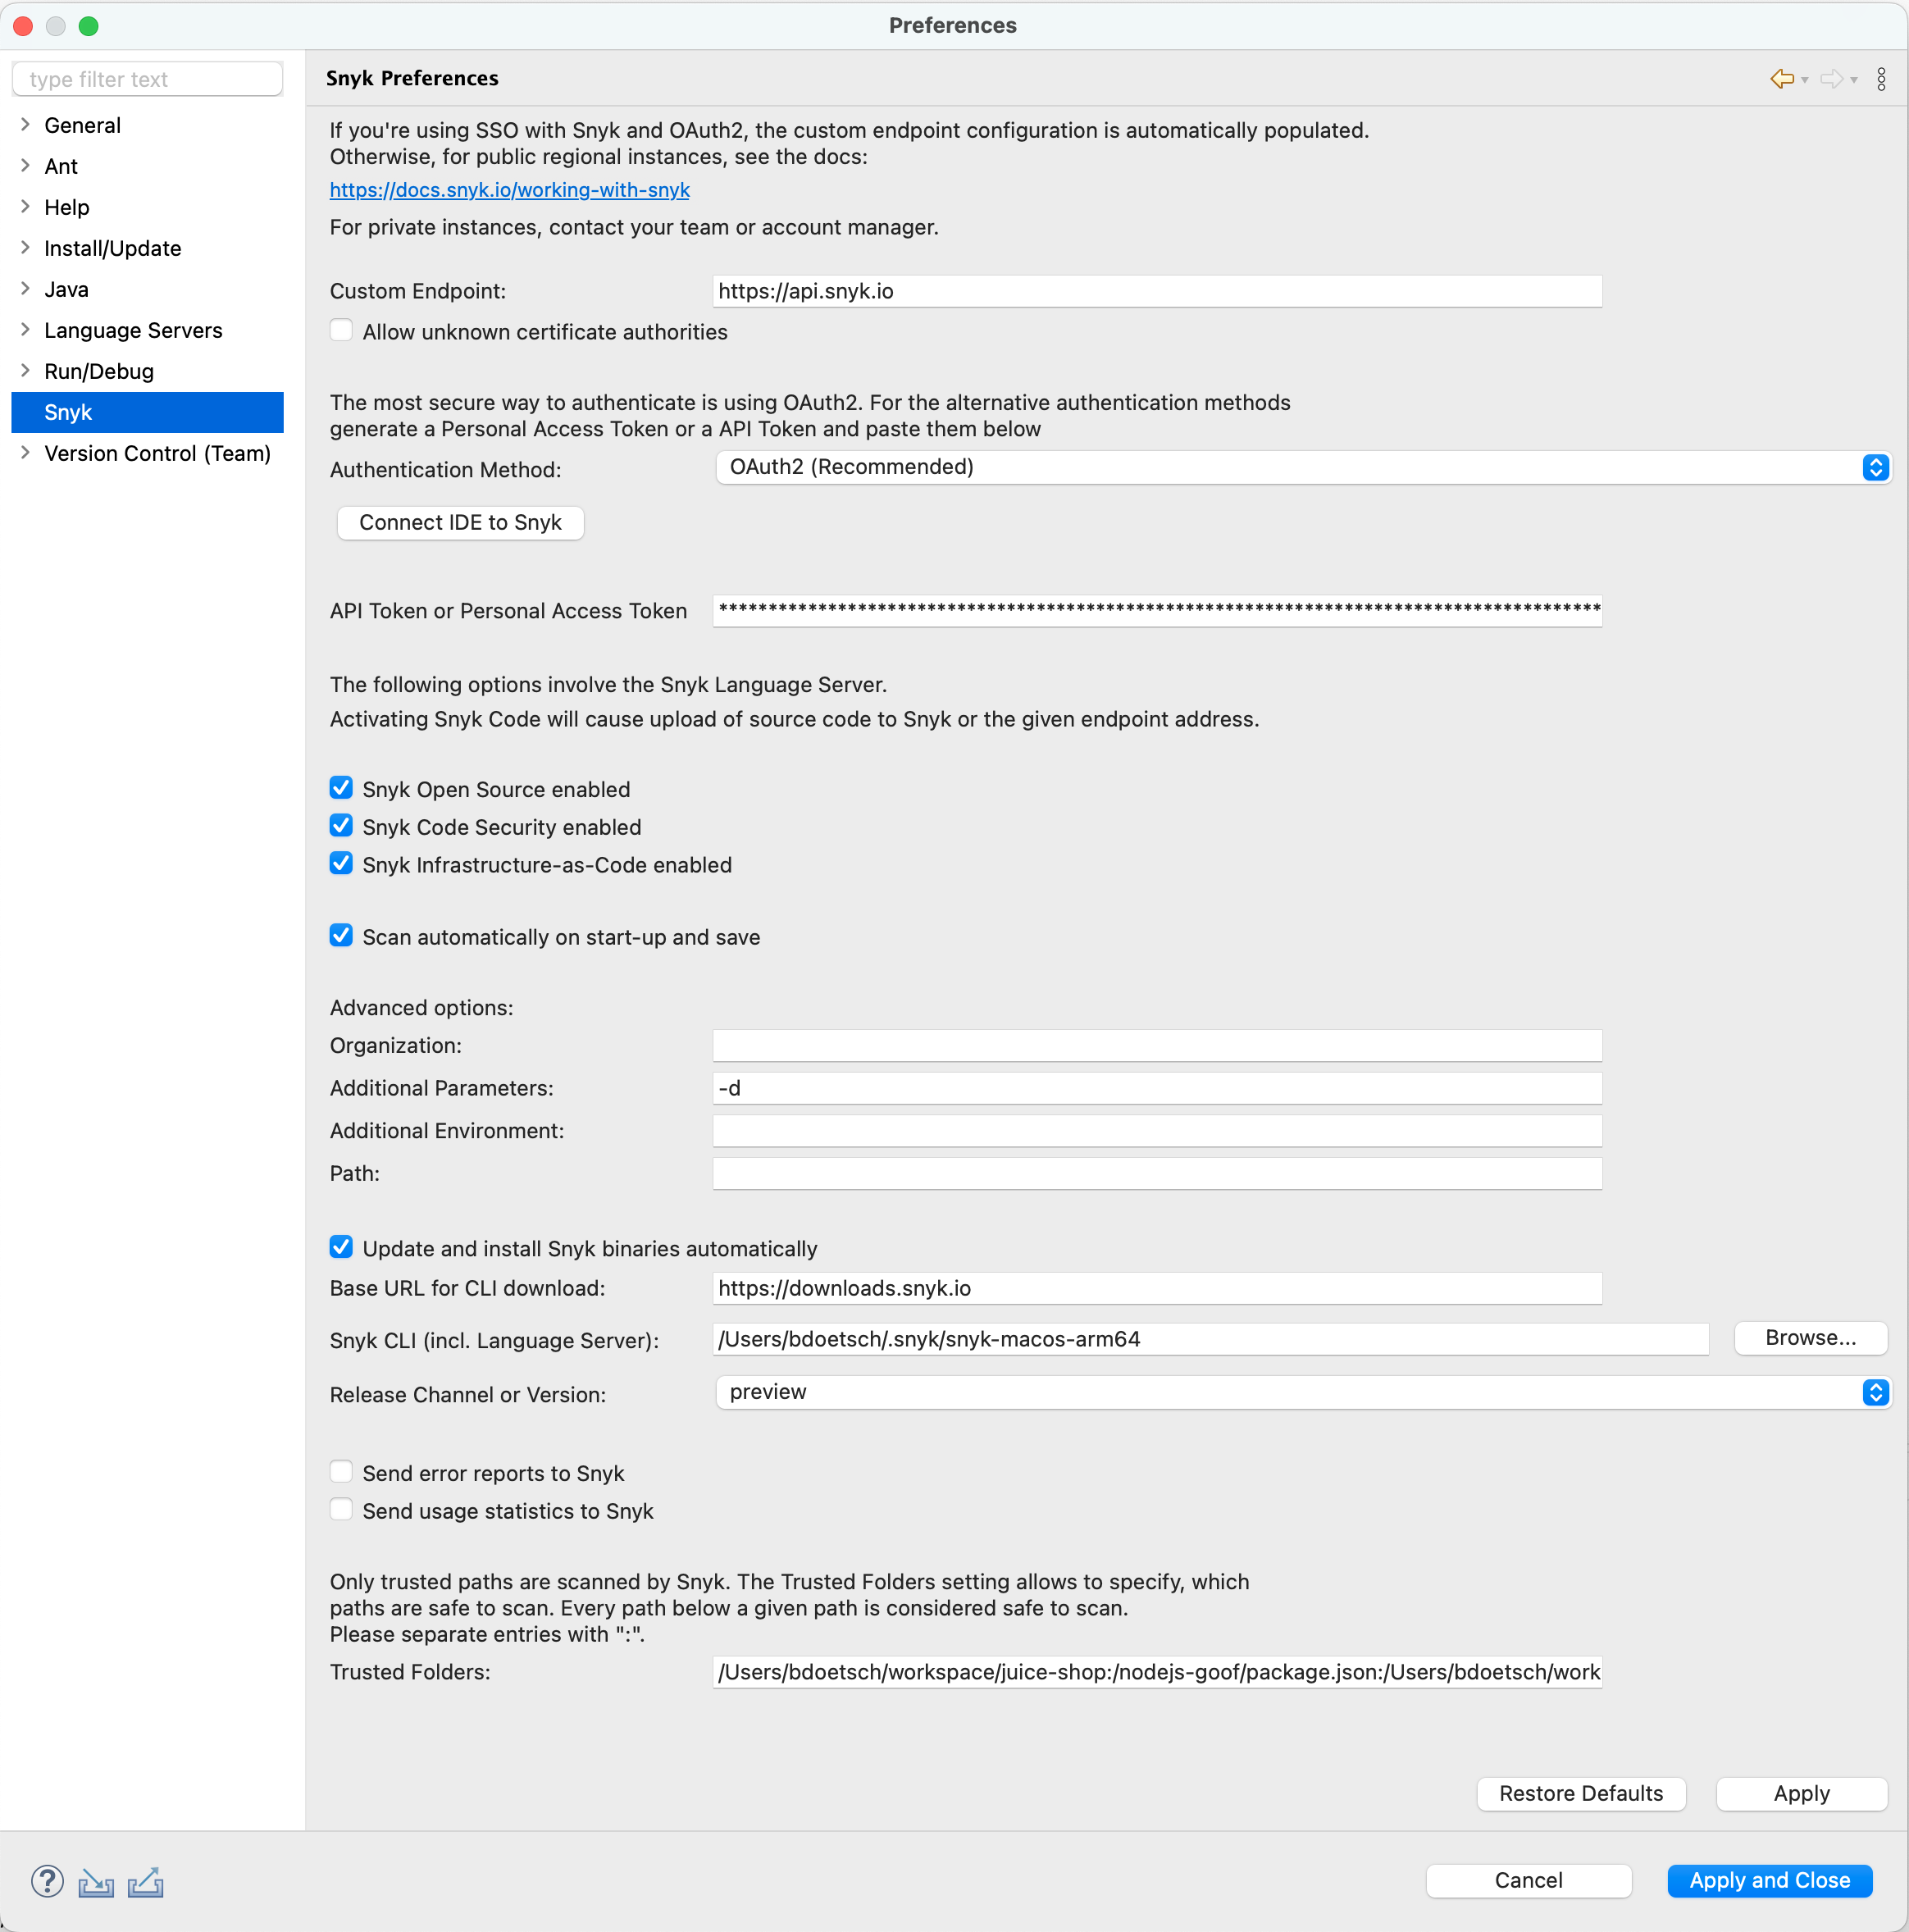 Preferences
type filter text
General
Ant
Help
Install/Update
Java
Language Servers
Run/Debug
Snyk
Version Control (Team)
Snyk Preferences
If you're using SSO with Snyk and OAuth2, the custom endpoint configuration is automatically populated.
Otherwise, for public regional instances, see the docs:
https://docs.snyk.io/working-with-snyk
For private instances, contact your team or account manager.
Custom Endpoint: https://api.snyk.io
Allow unknown certificate authorities
The most secure way to authenticate is using OAuth2. For the alternative authentication methods
generate a Personal Access Token or a API Token and paste them below
Authentication Method: OAuth2 (Recommended)
Connect IDE to Snyk
API Token or Personal Access Token ******************************************************************************************
The following options involve the Snyk Language Server.
Activating Snyk Code will cause upload of source code to Snyk or the given endpoint address.
Snyk Open Source enabled
Snyk Code Security enabled
Snyk Infrastructure-as-Code enabled
Scan automatically on start-up and save
Advanced options:
Organization:
Additional Parameters: -d
Additional Environment:
Path:
Update and install Snyk binaries automatically
Base URL for CLI download: https://downloads.snyk.io
Snyk CLI (incl. Language Server): /Users/bdoetsch/.snyk/snyk-macos-arm64 Browse...
Release Channel or Version: preview
Send error reports to Snyk
Send usage statistics to Snyk
Only trusted paths are scanned by Snyk. The Trusted Folders setting allows to specify, which
paths are safe to scan. Every path below a given path is considered safe to scan.
Please separate entries with ":".
Trusted Folders: /Users/bdoetsch/workspace/juice-shop:/nodejs-goof/package.json:/Users/bdoetsch/work
Restore Defaults Apply
? Cancel Apply and Close